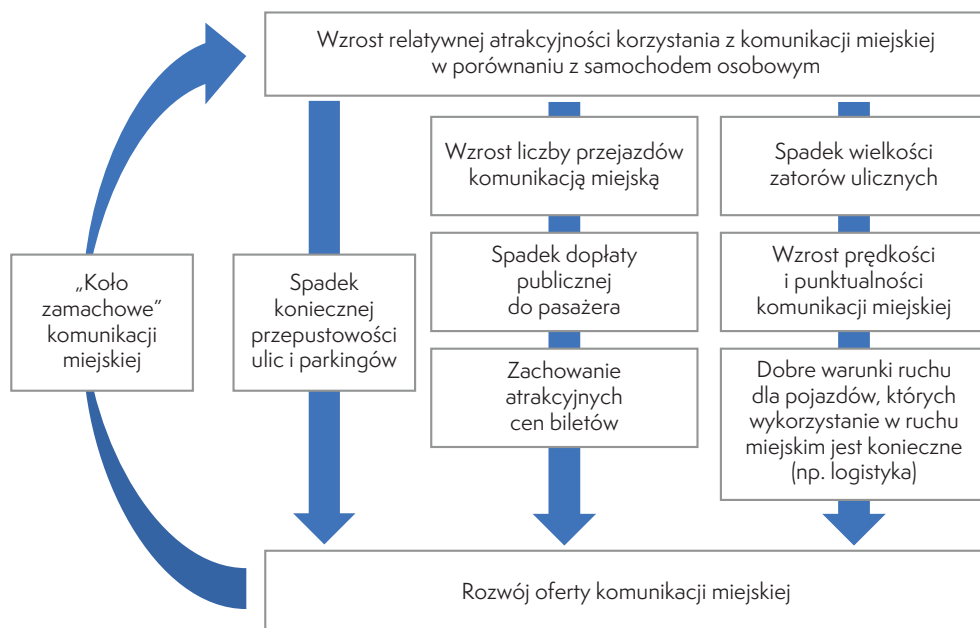 Wzrost relatywnej atrakcyjności korzystania z komunikacji miejskiej
w porównaniu z samochodem osobowym
Wzrost liczby przejazdów
komunikacją miejską
Spadek wielkości
zatorów ulicznych
„Koło
zamachowe”
komunikacji
miejskiej
Spadek
koniecznej
przepustowości
ulic i parkingów
Spadek dopłaty
publicznej
do pasażera
Wzrost prędkości
i punktualności
komunikacji miejskiej
Zachowanie
atrakcyjnych
cen biletów
Dobre warunki ruchu
dla pojazdów, których
wykorzystanie w ruchu
miejskim jest konieczne
(np. logistyka)
Rozwój oferty komunikacji miejskiej